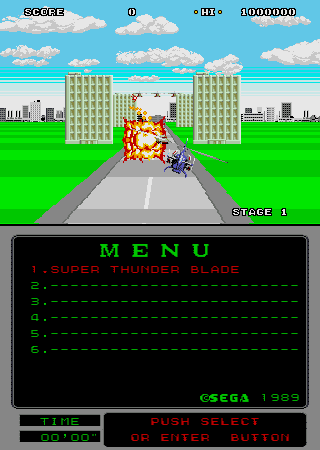 SCORE 0 ·HI· 1000000
STAGE 1
MENU
1.SUPER THUNDER BLADE
2.
3.
4.
5.
6.
©SEGA 1989
TIME
00'00"
PUSH SELECT
OR ENTER BUTTON